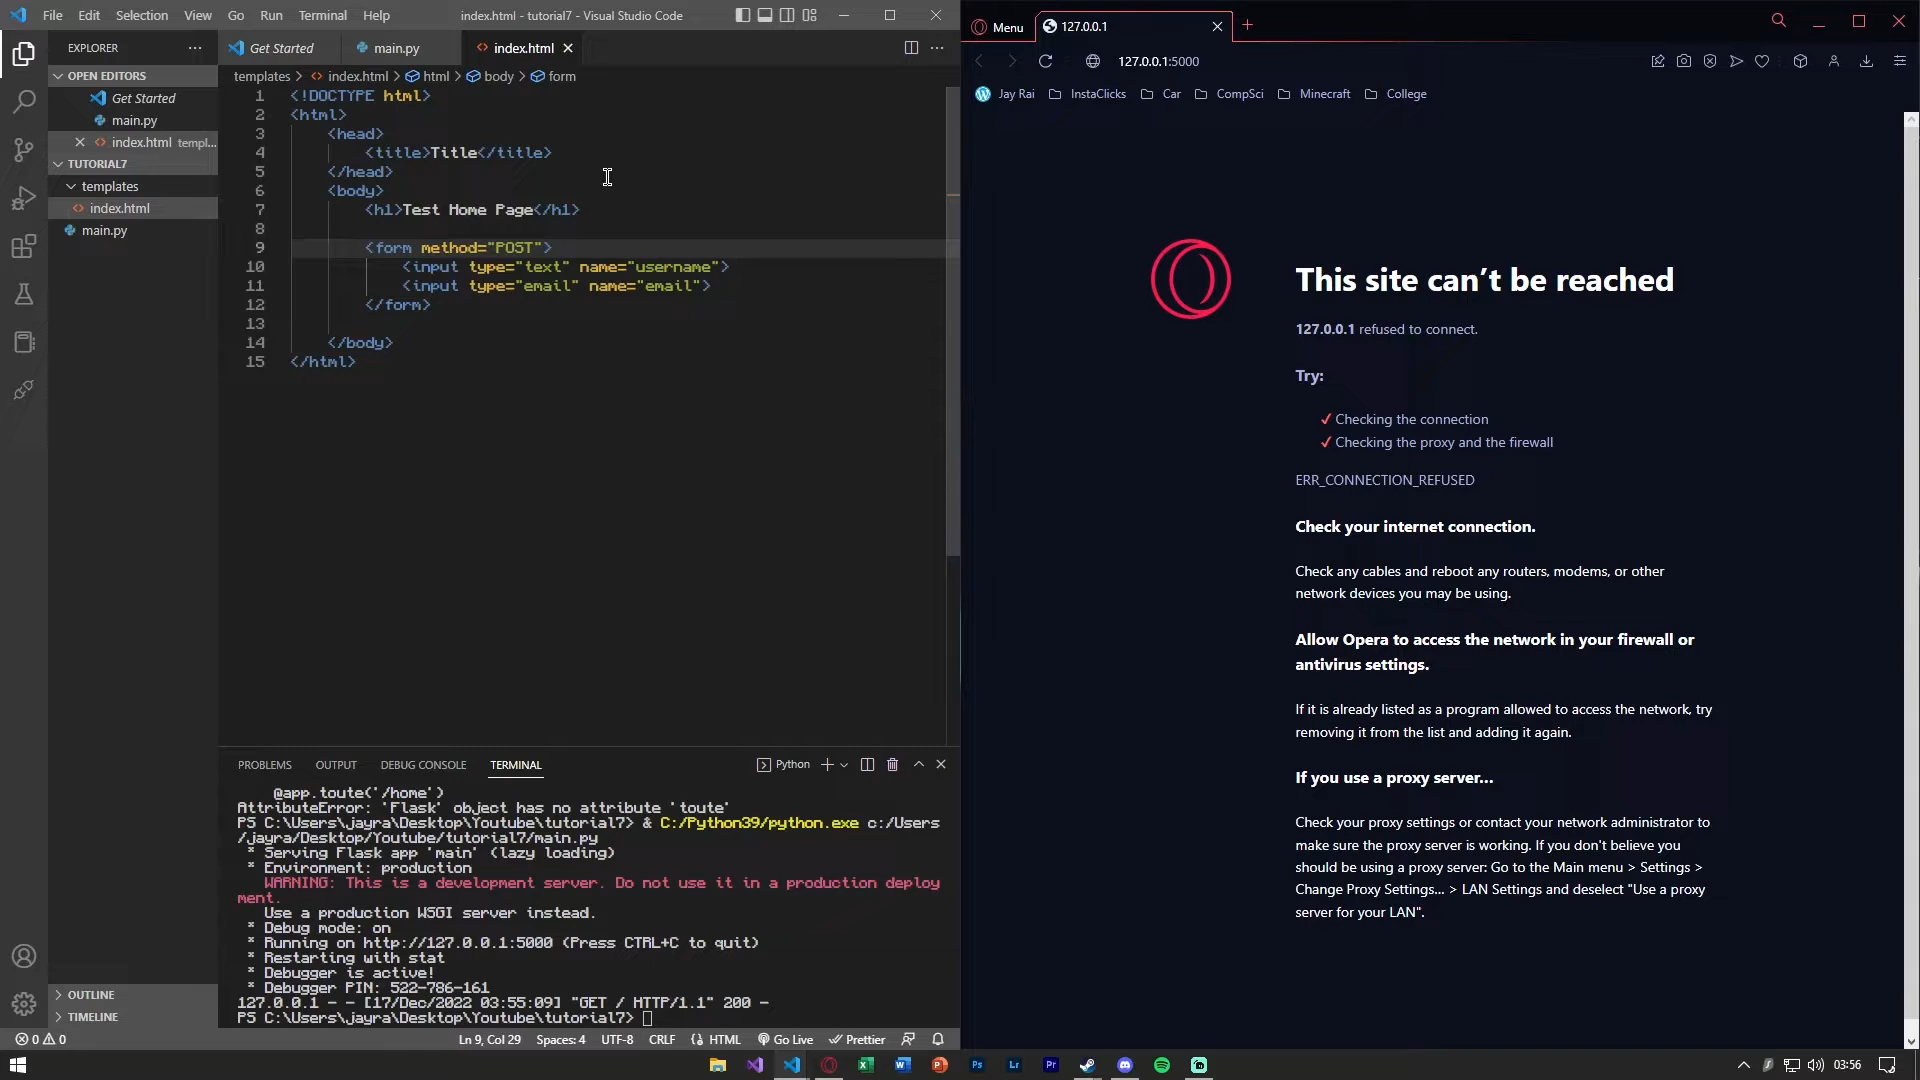 File Edit Selection View Go Run Terminal Help index.html - tutorial7 - Visual Studio Code
EXPLORER
OPEN EDITORS
Get Started
main.py
index.html templ...
TUTORIAL7
templates
index.html
main.py
OUTLINE
TIMELINE
Get Started main.py index.html
templates > index.html > html > body > form
1 <!DOCTYPE html>
2 <html>
3 <head>
4 <title>Title</title>
5 </head>
6 <body>
7 <h1>Test Home Page</h1>
8
9 <form method="POST">
10 <input type="text" name="username">
11 <input type="email" name="email">
12 </form>
13
14 </body>
15 </html>
PROBLEMS OUTPUT DEBUG CONSOLE TERMINAL Python
@app.toute('/home')
AttributeError: 'Flask' object has no attribute 'toute'
PS C:\Users\jayra\Desktop\Youtube\tutorial7> & C:/Python39/python.exe c:/Users
/jayra/Desktop/Youtube/tutorial7/main.py
* Serving Flask app 'main' (lazy loading)
* Environment: production
WARNING: This is a development server. Do not use it in a production deploy
ment.
Use a production WSGI server instead.
* Debug mode: on
* Running on http://127.0.0.1:5000 (Press CTRL+C to quit)
* Restarting with stat
* Debugger is active!
* Debugger PIN: 522-786-161
127.0.0.1 - - [17/Dec/2022 03:55:09] "GET / HTTP/1.1" 200 -
PS C:\Users\jayra\Desktop\Youtube\tutorial7>
0 0 Ln 9, Col 29 Spaces: 4 UTF-8 CRLF HTML Go Live Prettier
Menu 127.0.0.1
127.0.0.1:5000
Jay Rai InstaClicks Car CompSci Minecraft College
This site can’t be reached
127.0.0.1 refused to connect.
Try:
Checking the connection
Checking the proxy and the firewall
ERR_CONNECTION_REFUSED
Check your internet connection.
Check any cables and reboot any routers, modems, or other
network devices you may be using.
Allow Opera to access the network in your firewall or
antivirus settings.
If it is already listed as a program allowed to access the network, try
removing it from the list and adding it again.
If you use a proxy server...
Check your proxy settings or contact your network administrator to
make sure the proxy server is working. If you don't believe you
should be using a proxy server: Go to the Main menu > Settings >
Change Proxy Settings... > LAN Settings and deselect "Use a proxy
server for your LAN".
Ps Lr Pr 03:56